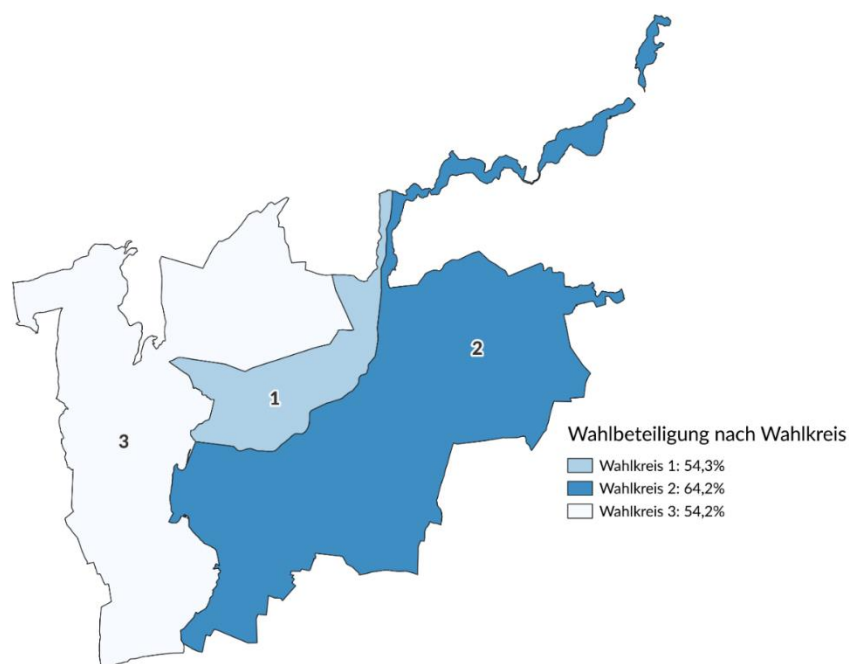 2
1
3
Wahlbeteiligung nach Wahlkreis
Wahlkreis 1: 54,3%
Wahlkreis 2: 64,2%
Wahlkreis 3: 54,2%